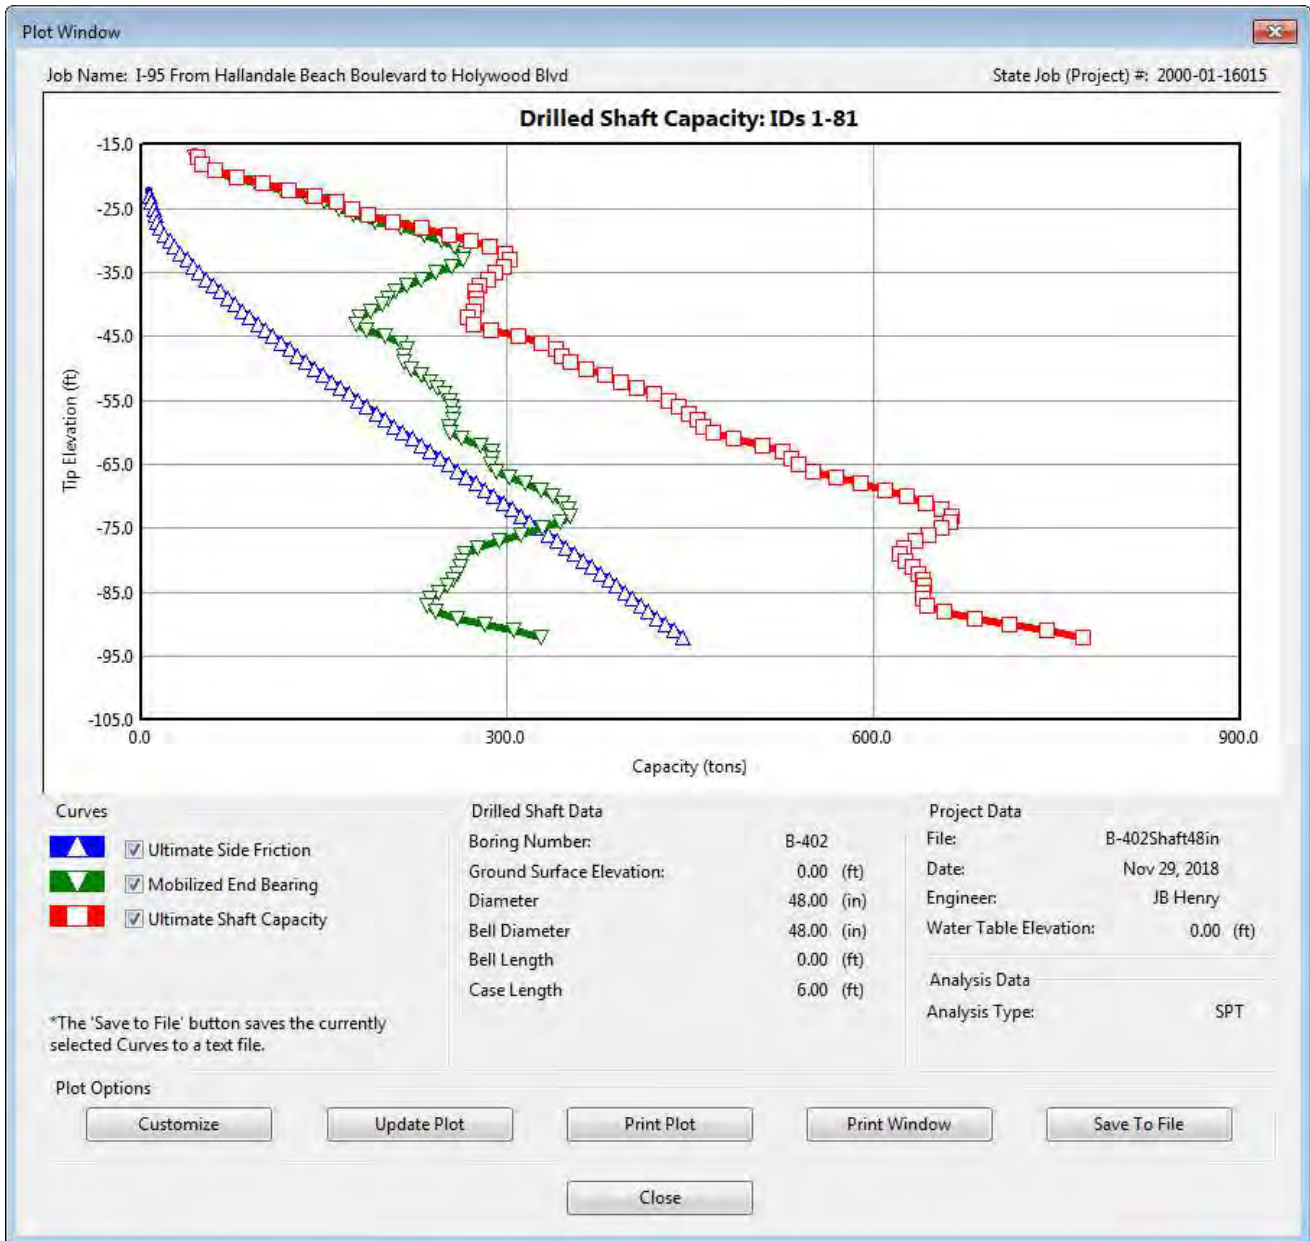 Plot Window
Job Name: I-95 From Hallandale Beach Boulevard to Holywood Blvd State Job (Project) #: 2000-01-16015
Drilled Shaft Capacity: IDs 1-81
-15.0
-25.0
-35.0
-45.0
-55.0
-65.0
-75.0
-85.0
-95.0
-105.0
Tip Elevation (ft)
0.0 300.0 600.0 900.0
Capacity (tons)
Curves
Ultimate Side Friction
Mobilized End Bearing
Ultimate Shaft Capacity
*The 'Save to File' button saves the currently
selected Curves to a text file.
Drilled Shaft Data
Boring Number: B-402
Ground Surface Elevation: 0.00 (ft)
Diameter 48.00 (in)
Bell Diameter 48.00 (in)
Bell Length 0.00 (ft)
Case Length 6.00 (ft)
Project Data
File: B-402Shaft48in
Date: Nov 29, 2018
Engineer: JB Henry
Water Table Elevation: 0.00 (ft)
Analysis Data
Analysis Type: SPT
Plot Options
Customize Update Plot Print Plot Print Window Save To File
Close